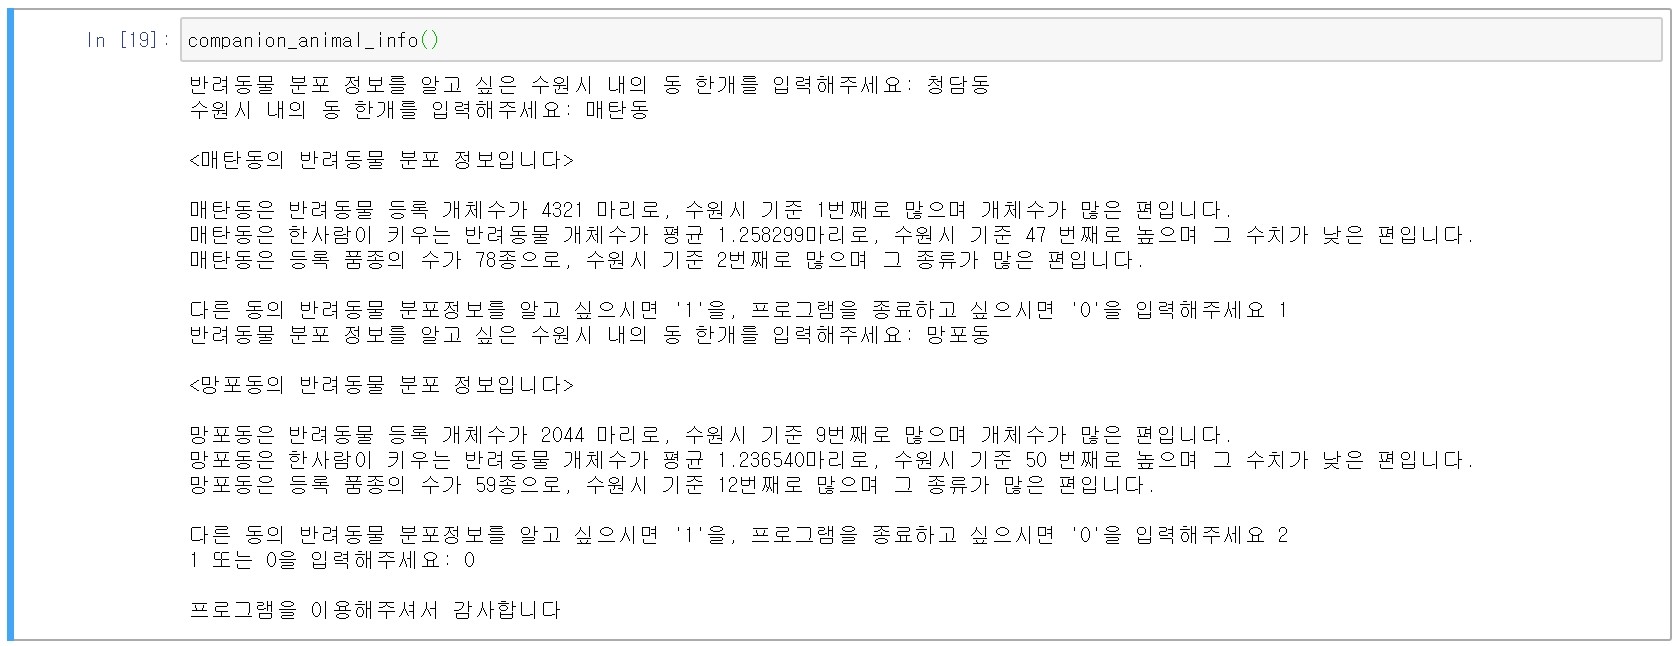 In [19]: companion_animal_info()
반려동물 분포 정보를 알고 싶은 수원시 내의 동 한개를 입력해주세요: 청담동
수원시 내의 동 한개를 입력해주세요: 매탄동
<매탄동의 반려동물 분포 정보입니다>
매탄동은 반려동물 등록 개체수가 4321 마리로, 수원시 기준 1번째로 많으며 개체수가 많은 편입니다.
매탄동은 한사람이 키우는 반려동물 개체수가 평균 1.258299마리로, 수원시 기준 47 번째로 높으며 그 수치가 낮은 편입니다.
매탄동은 등록 품종의 수가 78종으로, 수원시 기준 2번째로 많으며 그 종류가 많은 편입니다.
다른 동의 반려동물 분포정보를 알고 싶으시면 '1'을, 프로그램을 종료하고 싶으시면 '0'을 입력해주세요 1
반려동물 분포 정보를 알고 싶은 수원시 내의 동 한개를 입력해주세요: 망포동
<망포동의 반려동물 분포 정보입니다>
망포동은 반려동물 등록 개체수가 2044 마리로, 수원시 기준 9번째로 많으며 개체수가 많은 편입니다.
망포동은 한사람이 키우는 반려동물 개체수가 평균 1.236540마리로, 수원시 기준 50 번째로 높으며 그 수치가 낮은 편입니다.
망포동은 등록 품종의 수가 59종으로, 수원시 기준 12번째로 많으며 그 종류가 많은 편입니다.
다른 동의 반려동물 분포정보를 알고 싶으시면 '1'을, 프로그램을 종료하고 싶으시면 '0'을 입력해주세요 2
1 또는 0을 입력해주세요: 0
프로그램을 이용해주셔서 감사합니다